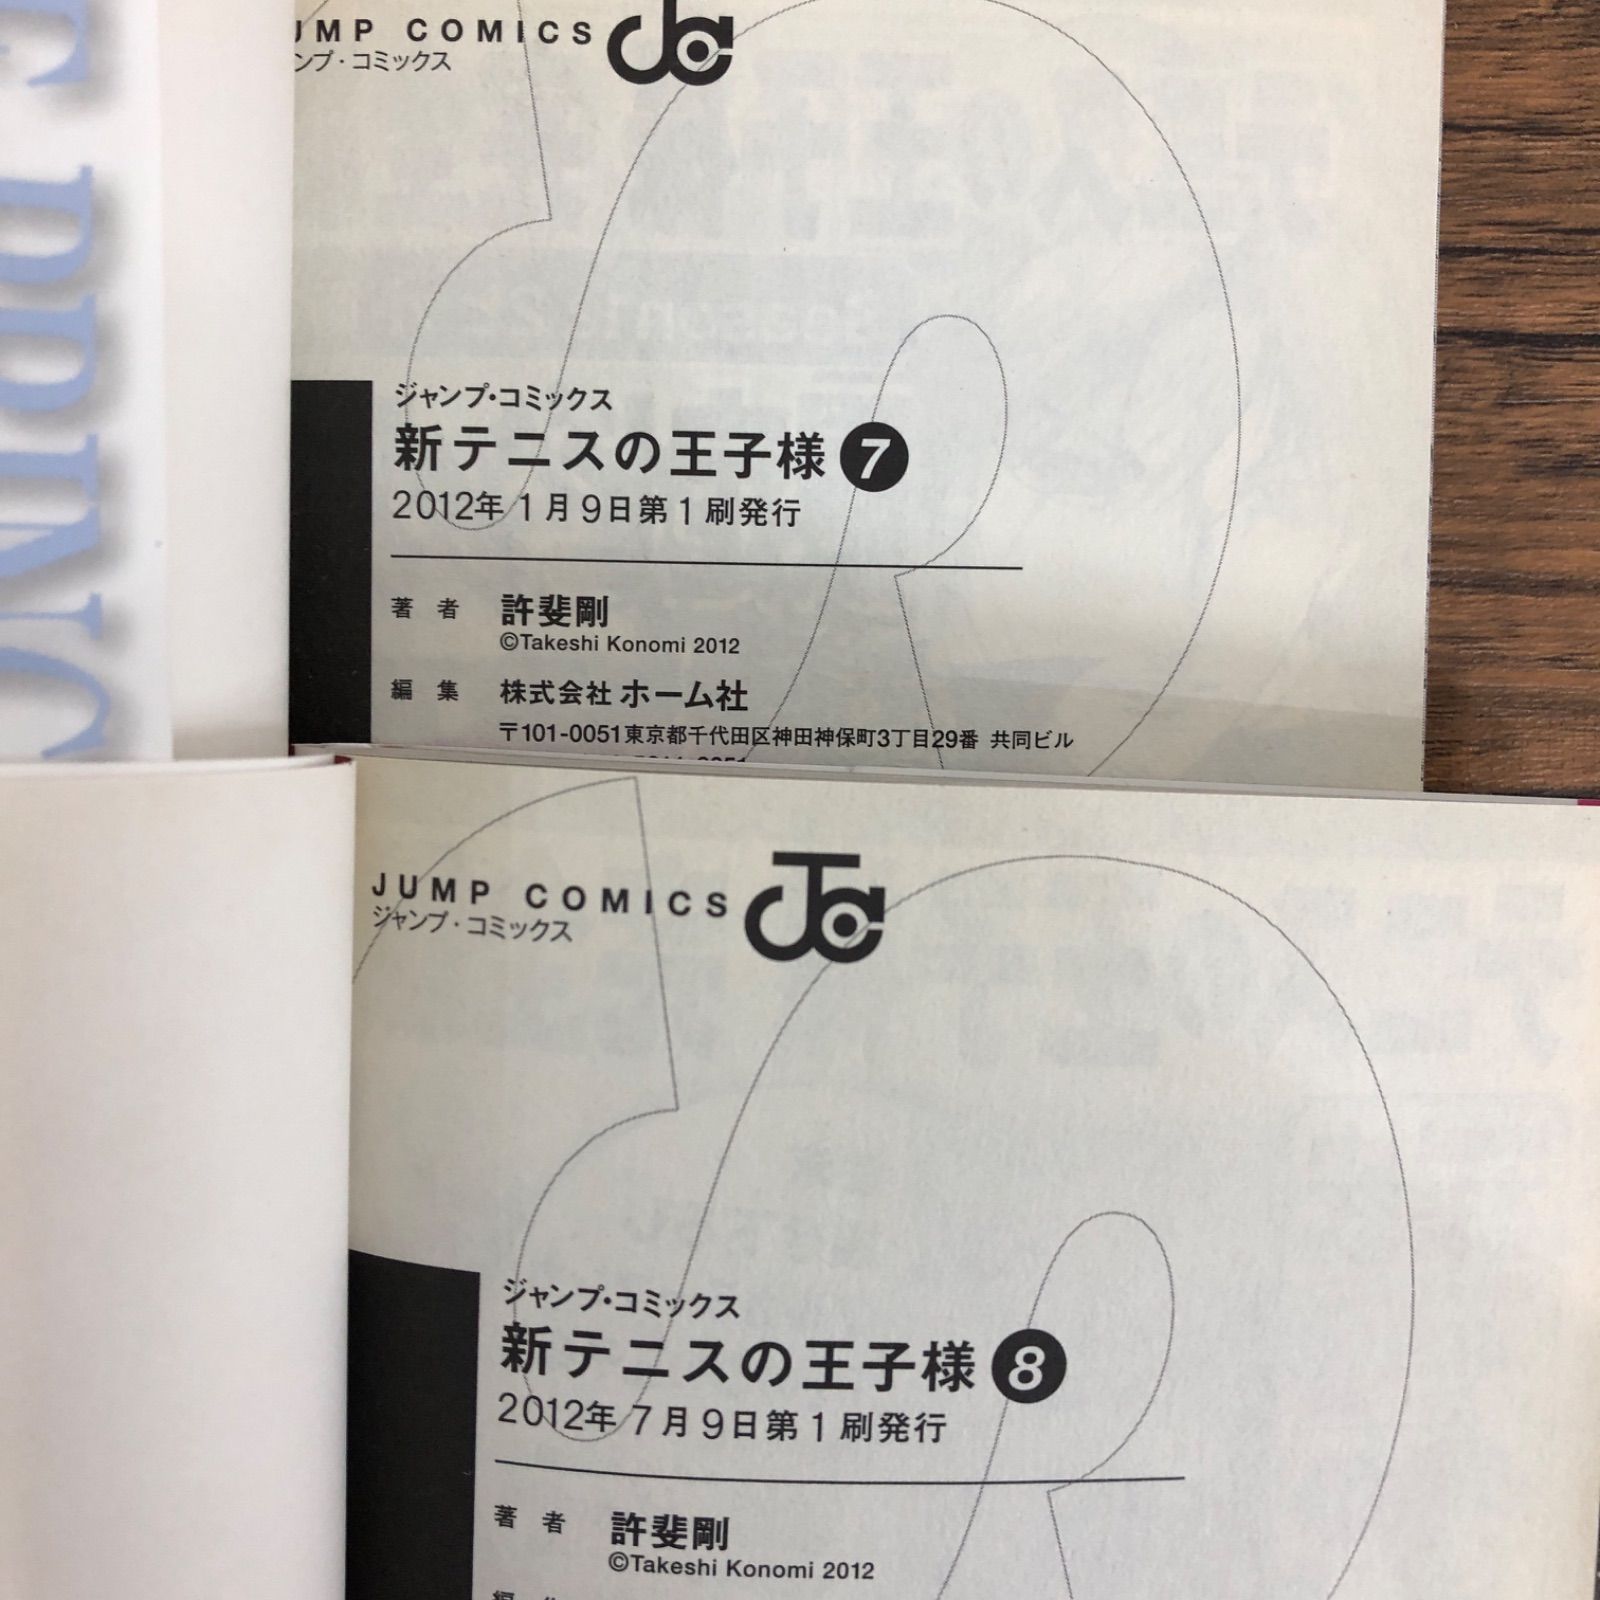 JUMP COMICS
ンプ・コミックス
ジャンプ・コミックス
新テニスの王子様 7
2012年1月9日第1刷発行
著者 許斐剛
©Takeshi Konomi 2012
編集 株式会社 ホーム社
〒101-0051東京都千代田区神田神保町3丁目29番 共同ビル
JUMP COMICS
ジャンプ・コミックス
ジャンプ・コミックス
新テニスの王子様 8
2012年7月9日第1刷発行
著者 許斐剛
©Takeshi Konomi 2012